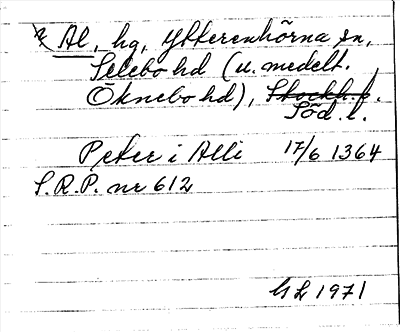 Al, hg, Ytterenhörna sn,
Selebo hd (u. medelt.
Öknebo hd), Stockh. l.
Söd. l.
Peter i Alli 17/6 1364
S.R.P. nr 612
GL 1971